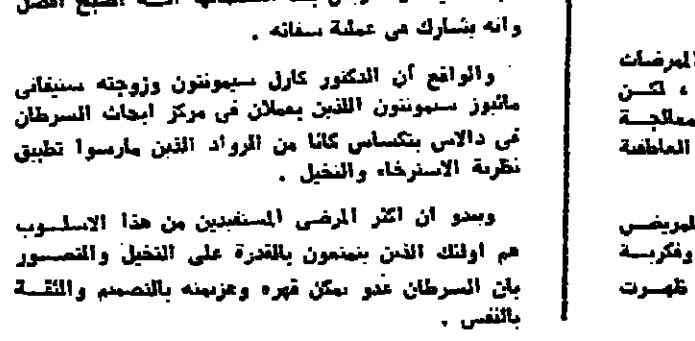 وانه يشارك في عملية شفائه .
والواقع أن الدكتور كارل سيمونتون وزوجته ستيفاني
ماثيوز سيمونتون اللذين يعملان في مركز ابحاث السرطان
في دالاس بتكساس كانا من الرواد الذين مارسوا تطبيق
نظرية الاسترخاء والتخيل .
ويبدو ان اكثر المرضى المستفيدين من هذا الاسلوب
هم اولئك الذين يتمتعون بالقدرة على التخيل والتصور
بان السرطان عدو يمكن قهره وهزيمته بالتصميم والثقة
بالنفس .
الممرضات
، لكن
معالجة
العاطفية
المريض
وفكرية
ظهرت